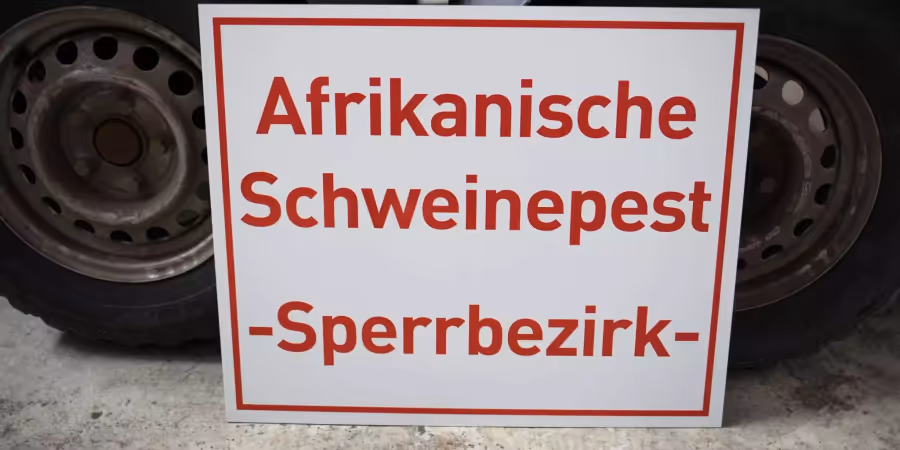 Afrikanische
Schweinepest
-Sperrbezirk-